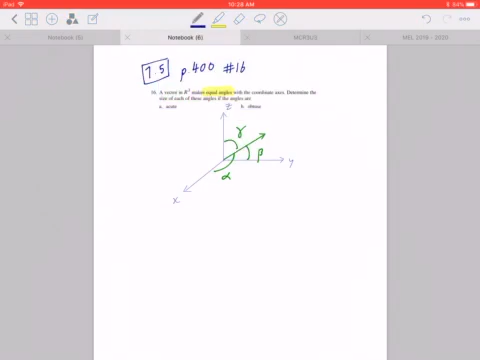 iPad
10:28 AM
84%
Notebook (5)
Notebook (6)
MCR3U5
MEL 2019 - 2020
7.5 p.400 #16
16. A vector in R³ makes equal angles with the coordinate axes. Determine the
size of each of these angles if the angles are
a. acute b. obtuse
z
γ
β
y
α
x